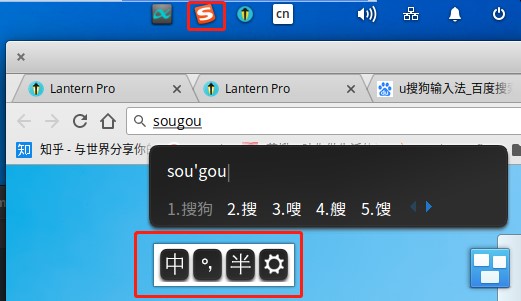 cn
Lantern Pro
Lantern Pro
u搜狗输入法_百度搜
sougou
知 知乎 - 与世界分享你
sou'gou
1.搜狗 2.搜 3.嗖 4.艘 5.馊
中 °, 半